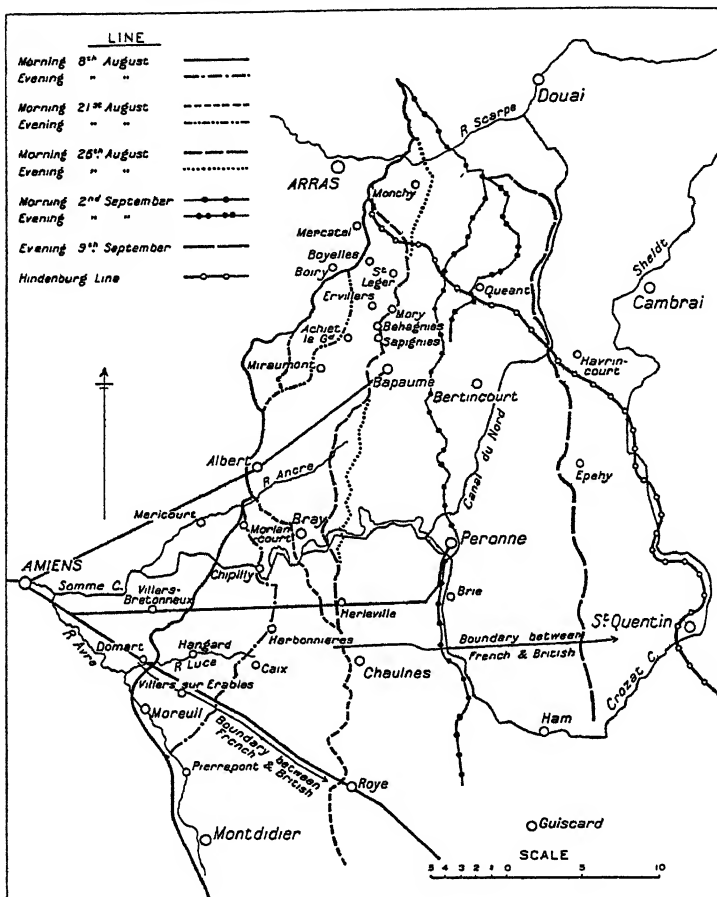 LINE
Morning 8th August
Evening " "
Morning 21st August
Evening " "
Morning 26th August
Evening " "
Morning 2nd September
Evening " "
Evening 9th September
Hindenburg Line
Douai
R Scarpe
ARRAS
Monchy
Mercatel
Boyelles
Boiry
St Leger
Ervillers
Mory
Behagnies
Sapignies
Achiet le Gd
Miraumont
Bapaume
Queant
Sheldt
Cambrai
Havrincourt
Bertincourt
Canal du Nord
Epehy
Albert
R Ancre
Mericourt
Morlancourt
Bray
Chipilly
Peronne
AMIENS
Somme C.
Villers-Bretonneux
Herleville
Brie
St Quentin
Harbonnieres
Boundary between
French & British
Domart
Hangard
R Luce
Caix
Chaulnes
R Avre
Villers sur Erables
Crozat C.
Moreuil
Ham
Boundary between
French & British
Pierrepont
Roye
Montdidier
Guiscard
SCALE
5 4 3 2 1 0 5 10